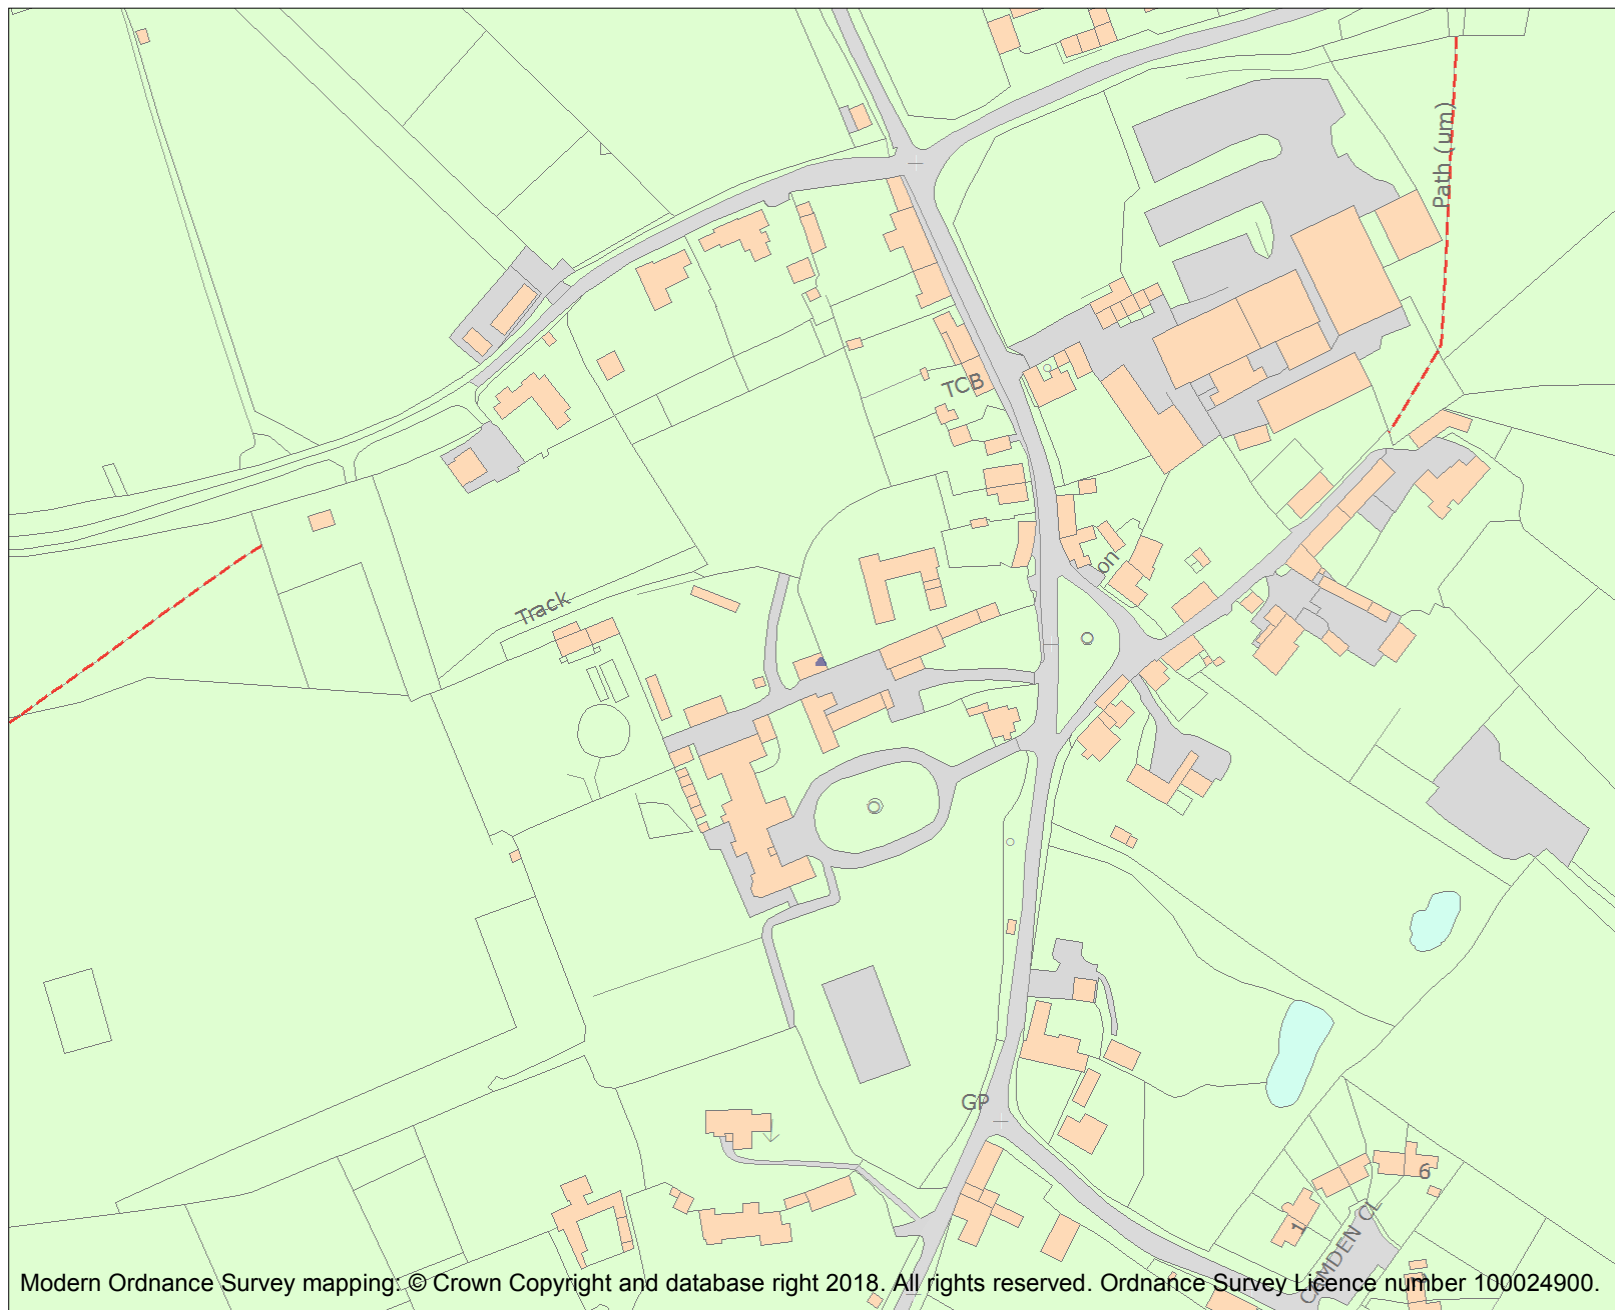 Path (um)
TCB
on
Track
GP
6
1
CAMDEN CL
Modern Ordnance Survey mapping: © Crown Copyright and database right 2018. All rights reserved. Ordnance Survey Licence number 100024900.